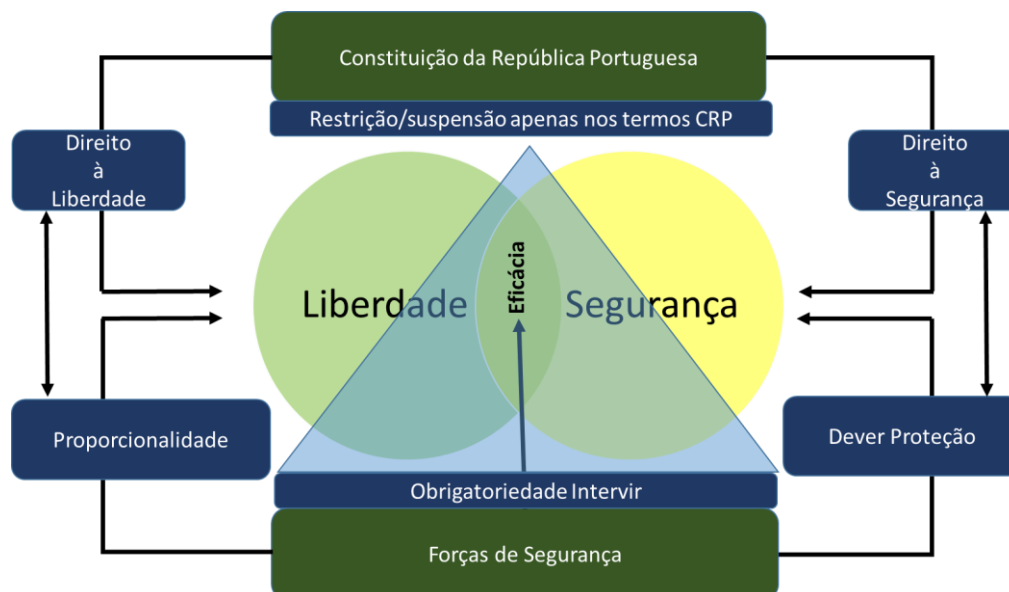 Constituição da República Portuguesa
Restrição/suspensão apenas nos termos CRP
Direito
à
Liberdade
Direito
à
Segurança
Liberdade
Eficácia
Segurança
Proporcionalidade
Dever Proteção
Obrigatoriedade Intervir
Forças de Segurança